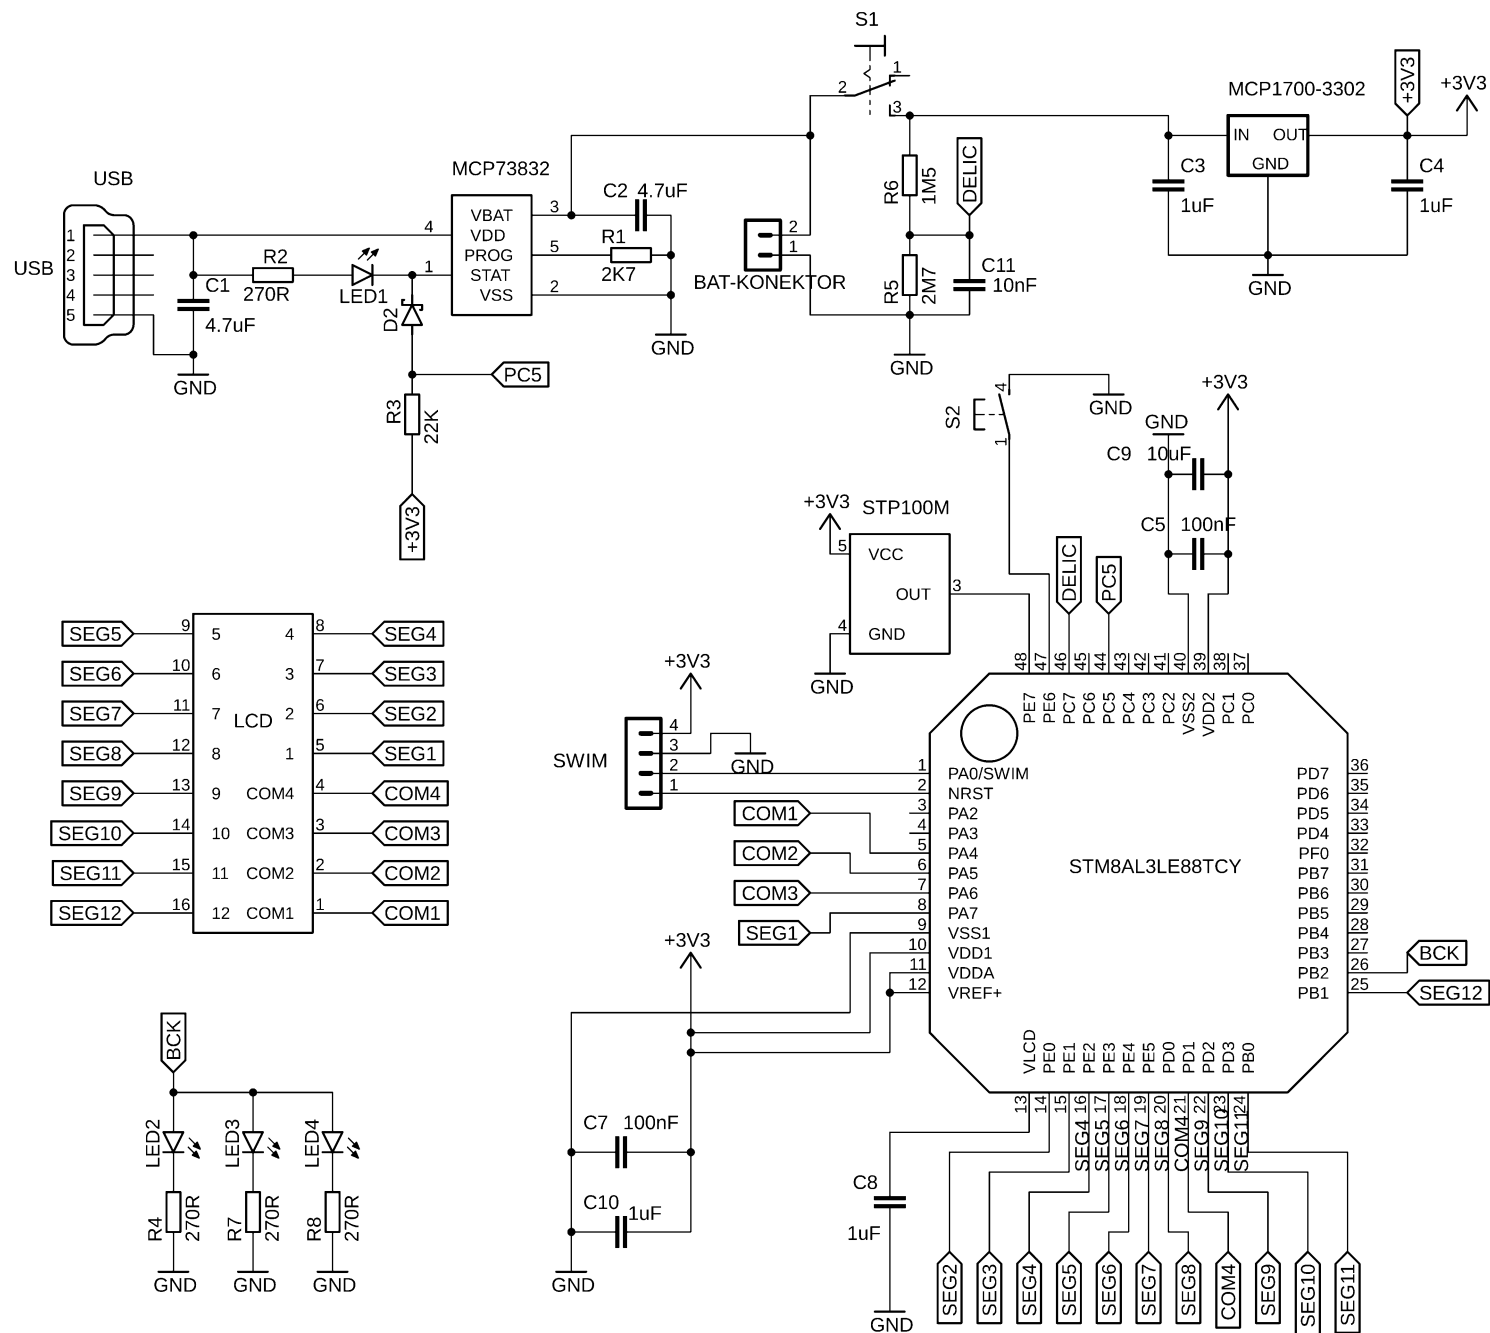 S1
1
2
3
MCP1700-3302
IN
OUT
GND
+3V3
+3V3
C3
1uF
C4
1uF
GND
USB
USB
1
2
3
4
5
R2
270R
C1
4.7uF
GND
LED1
D2
PC5
R3
22K
+3V3
MCP73832
VBAT
VDD
PROG
STAT
VSS
4
1
3
5
2
C2 4.7uF
R1
2K7
GND
BAT-KONEKTOR
2
1
R6
1M5
DELIC
R5
2M7
C11
10nF
GND
S2
4
1
GND
GND
+3V3
C9 10uF
C5 100nF
+3V3
STP100M
VCC
OUT
GND
5
3
4
GND
DELIC
PC5
SEG5 9 5
SEG6 10 6
SEG7 11 7
SEG8 12 8
SEG9 13 9
SEG10 14 10
SEG11 15 11
SEG12 16 12
LCD
4 8 SEG4
3 7 SEG3
2 6 SEG2
1 5 SEG1
COM4 4 COM4
COM3 3 COM3
COM2 2 COM2
COM1 1 COM1
+3V3
SWIM
4
3
2
1
GND
COM1
COM2
COM3
SEG1
STM8AL3LE88TCY
48 PE7
47 PE6
46 PC7
45 PC6
44 PC5
43 PC4
42 PC3
41 PC2
40 VSS2
39 VDD2
38 PC1
37 PC0
1 PA0/SWIM
2 NRST
3 PA2
4 PA3
5 PA4
6 PA5
7 PA6
8 PA7
9 VSS1
10 VDD1
11 VDDA
12 VREF+
PD7 36
PD6 35
PD5 34
PD4 33
PF0 32
PB7 31
PB6 30
PB5 29
PB4 28
PB3 27
PB2 26
PB1 25
BCK
SEG12
VLCD 13
PE0 14
PE1 15
PE2 16
PE3 17
PE4 18
PE5 19
PD0 20
PD1 21
PD2 22
PD3 23
PB0 24
SEG4
SEG5
SEG6
SEG7
SEG8
COM4
SEG9
SEG10
SEG11
+3V3
C7 100nF
C10 1uF
GND
C8
1uF
GND
SEG2
SEG3
SEG4
SEG5
SEG6
SEG7
SEG8
COM4
SEG9
SEG10
SEG11
BCK
LED2
LED3
LED4
R4
270R
R7
270R
R8
270R
GND
GND
GND